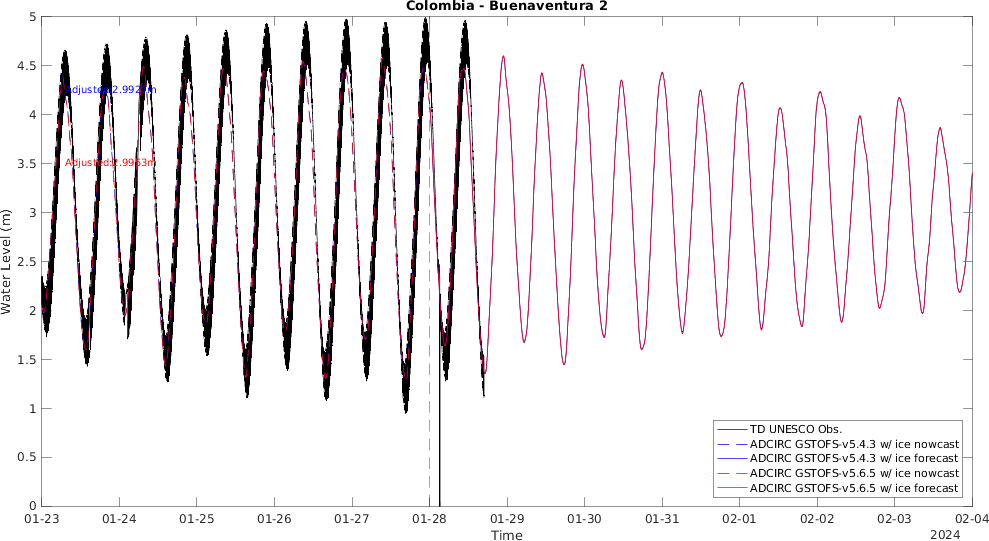 Colombia - Buenaventura 2
5
4.5
4
3.5
3
2.5
2
1.5
1
0.5
0
Water Level (m)
Adjusted:2.9963m
TD UNESCO Obs.
ADCIRC GSTOFS-v5.4.3 w/ ice nowcast
ADCIRC GSTOFS-v5.4.3 w/ ice forecast
ADCIRC GSTOFS-v5.6.5 w/ ice nowcast
ADCIRC GSTOFS-v5.6.5 w/ ice forecast
01-23 01-24 01-25 01-26 01-27 01-28 01-29 01-30 01-31 02-01 02-02 02-03 02-04
Time
2024